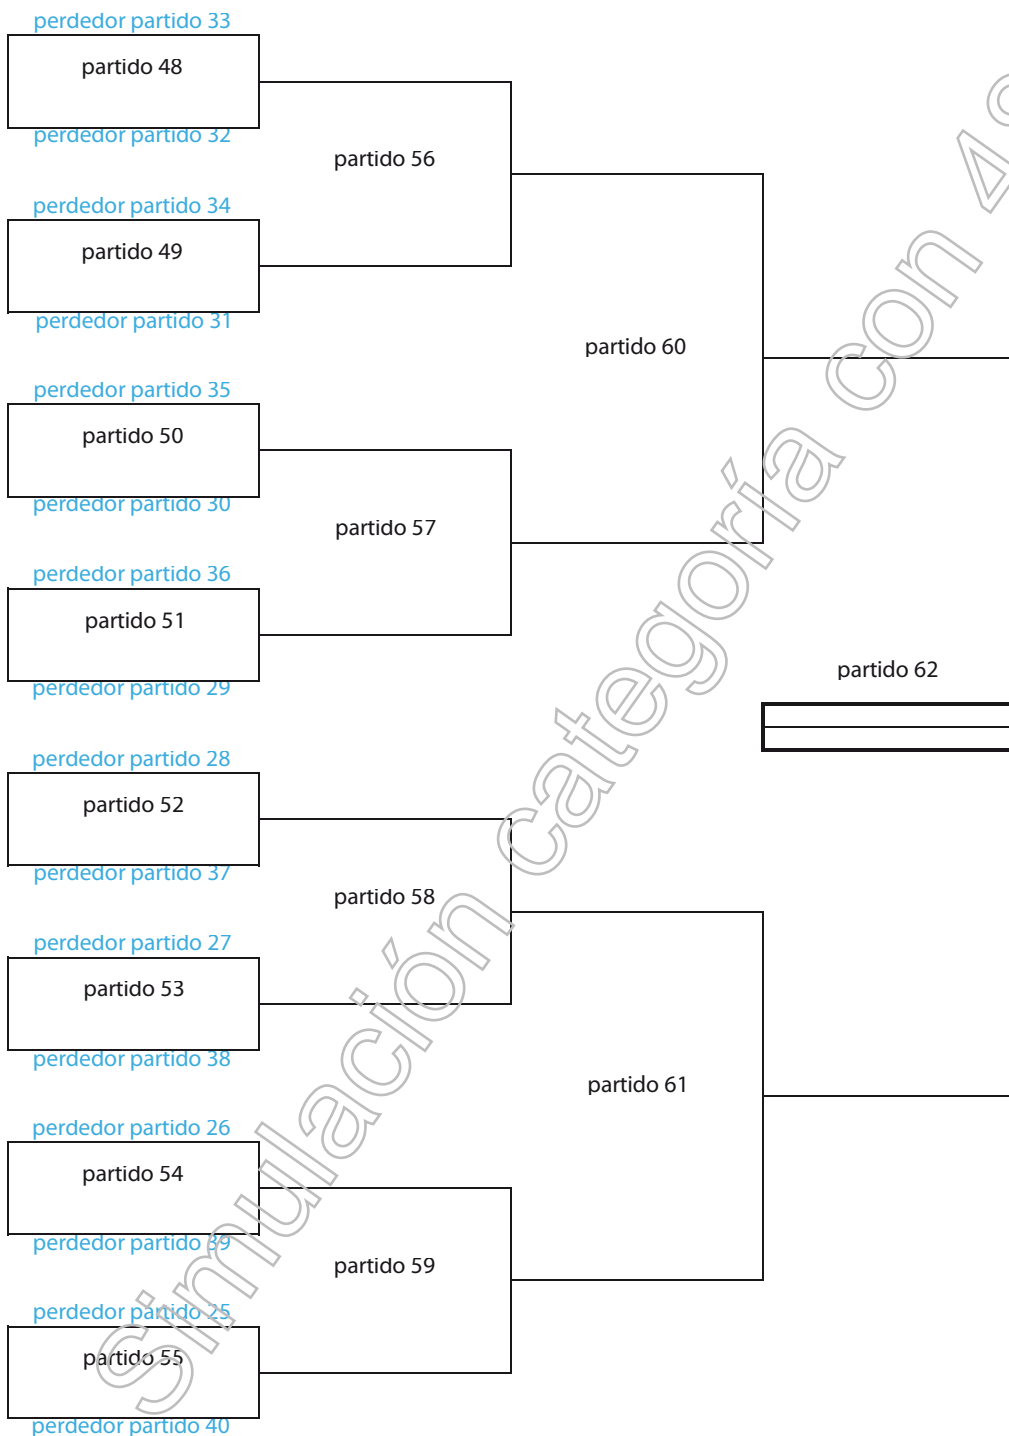 perdedor partido 33
partido 48
perdedor partido 32
partido 56
perdedor partido 34
partido 49
perdedor partido 31
partido 60
perdedor partido 35
partido 50
perdedor partido 30
partido 57
perdedor partido 36
partido 51
perdedor partido 29
partido 62
perdedor partido 28
partido 52
perdedor partido 37
partido 58
perdedor partido 27
partido 53
perdedor partido 38
partido 61
perdedor partido 26
partido 54
perdedor partido 39
partido 59
perdedor partido 25
partido 55
perdedor partido 40
Simulación categoría con 4